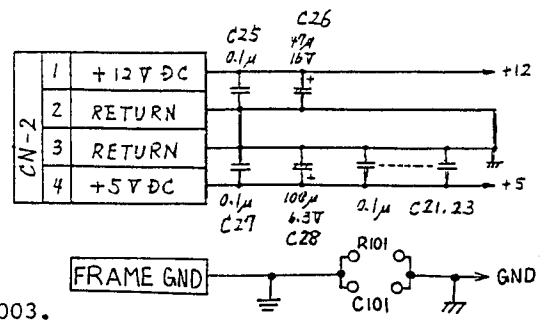 C25
0.1μ
C26
47μ
16V
CN-2
1 +12V DC
+12
2 RETURN
3 RETURN
4 +5V DC
+5
0.1μ
C27
100μ
6.3V
C28
0.1μ C21.23
FRAME GND
R101
C101
GND
003.